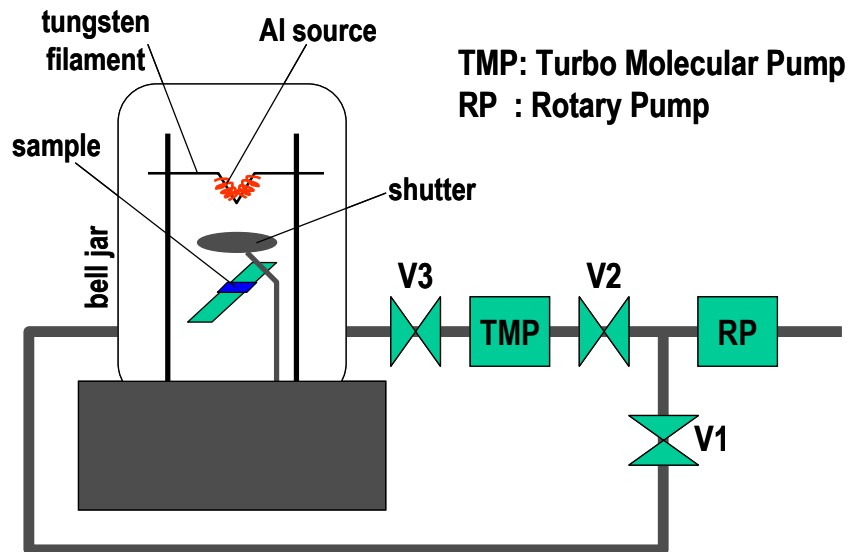 tungsten
filament
Al source
TMP: Turbo Molecular Pump
RP : Rotary Pump
sample
shutter
bell jar
V3
V2
TMP
RP
V1